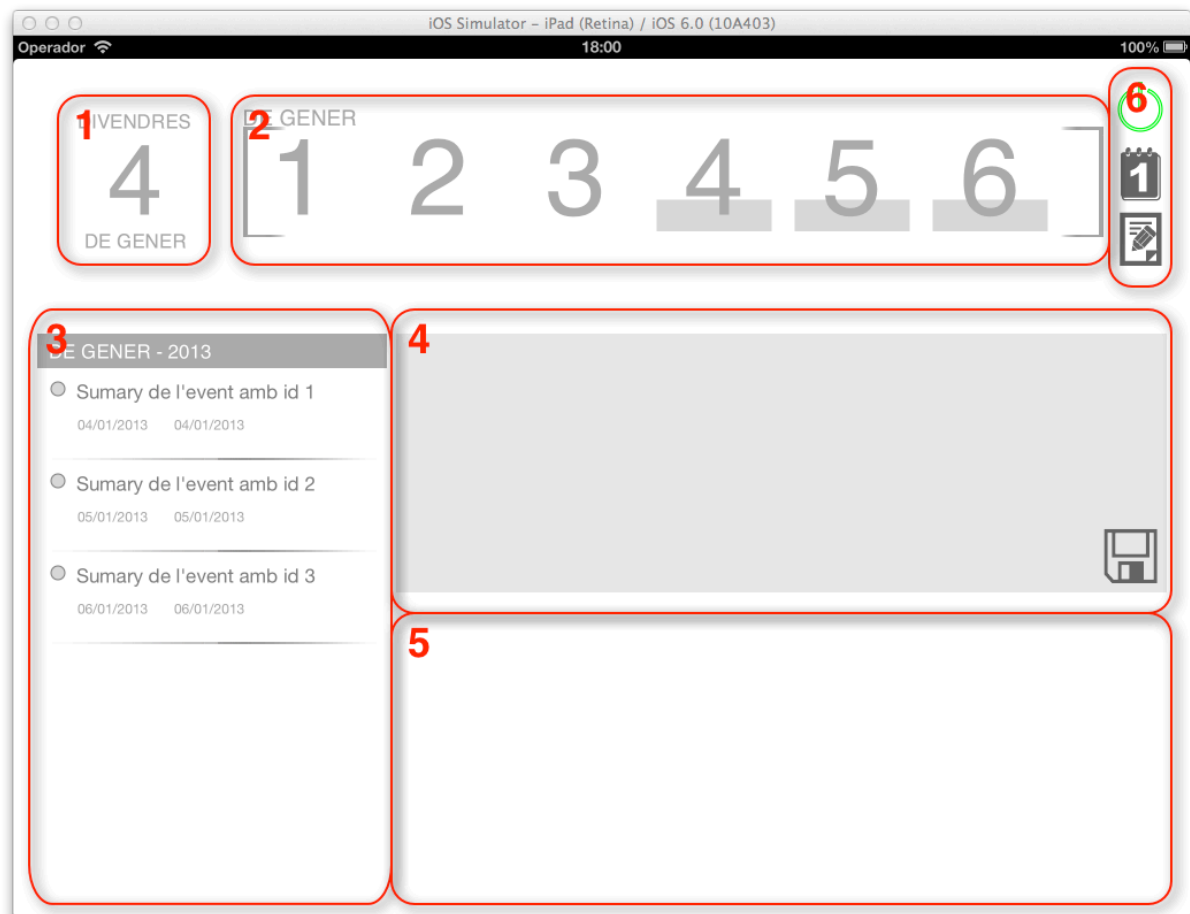 iOS Simulator – iPad (Retina) / iOS 6.0 (10A403)
Operador 18:00 100%
1
DIVENDRES
4
DE GENER
2
DE GENER
1 2 3 4 5 6
6
1
3
DE GENER - 2013
Sumary de l'event amb id 1
04/01/2013 04/01/2013
Sumary de l'event amb id 2
05/01/2013 05/01/2013
Sumary de l'event amb id 3
06/01/2013 06/01/2013
4
5